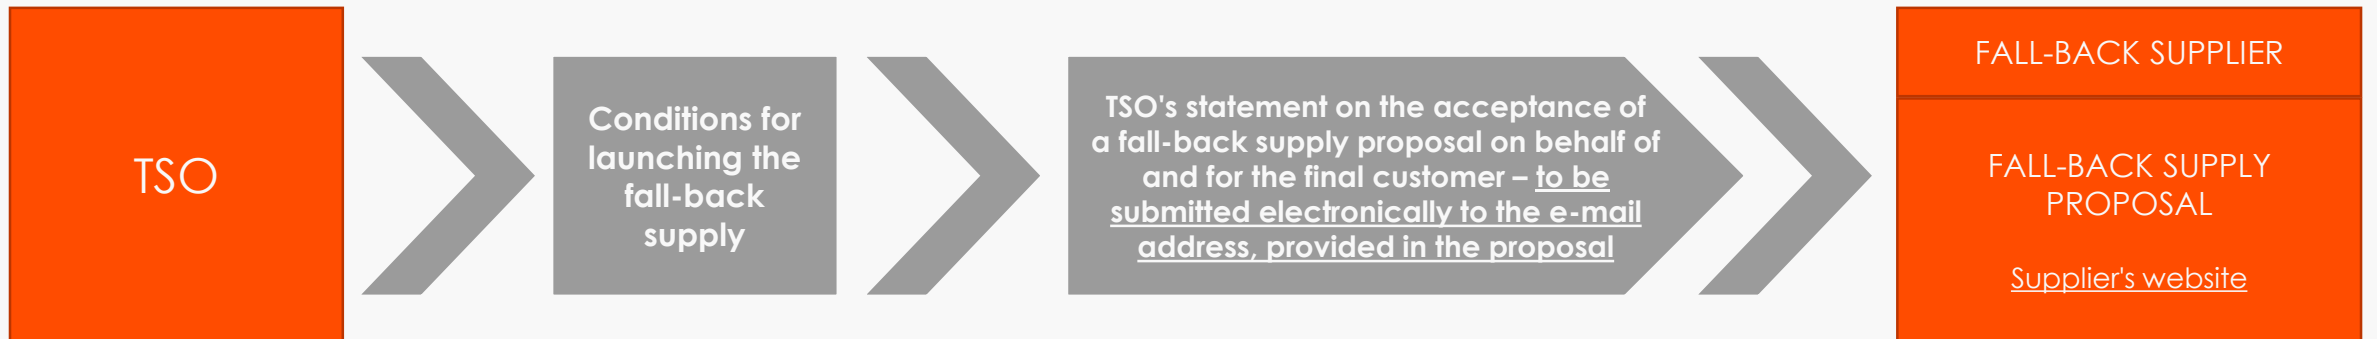 TSO
Conditions for
launching the
fall-back
supply
TSO's statement on the acceptance of
a fall-back supply proposal on behalf of
and for the final customer – to be
submitted electronically to the e-mail
address, provided in the proposal
FALL-BACK SUPPLIER
FALL-BACK SUPPLY
PROPOSAL
Supplier's website